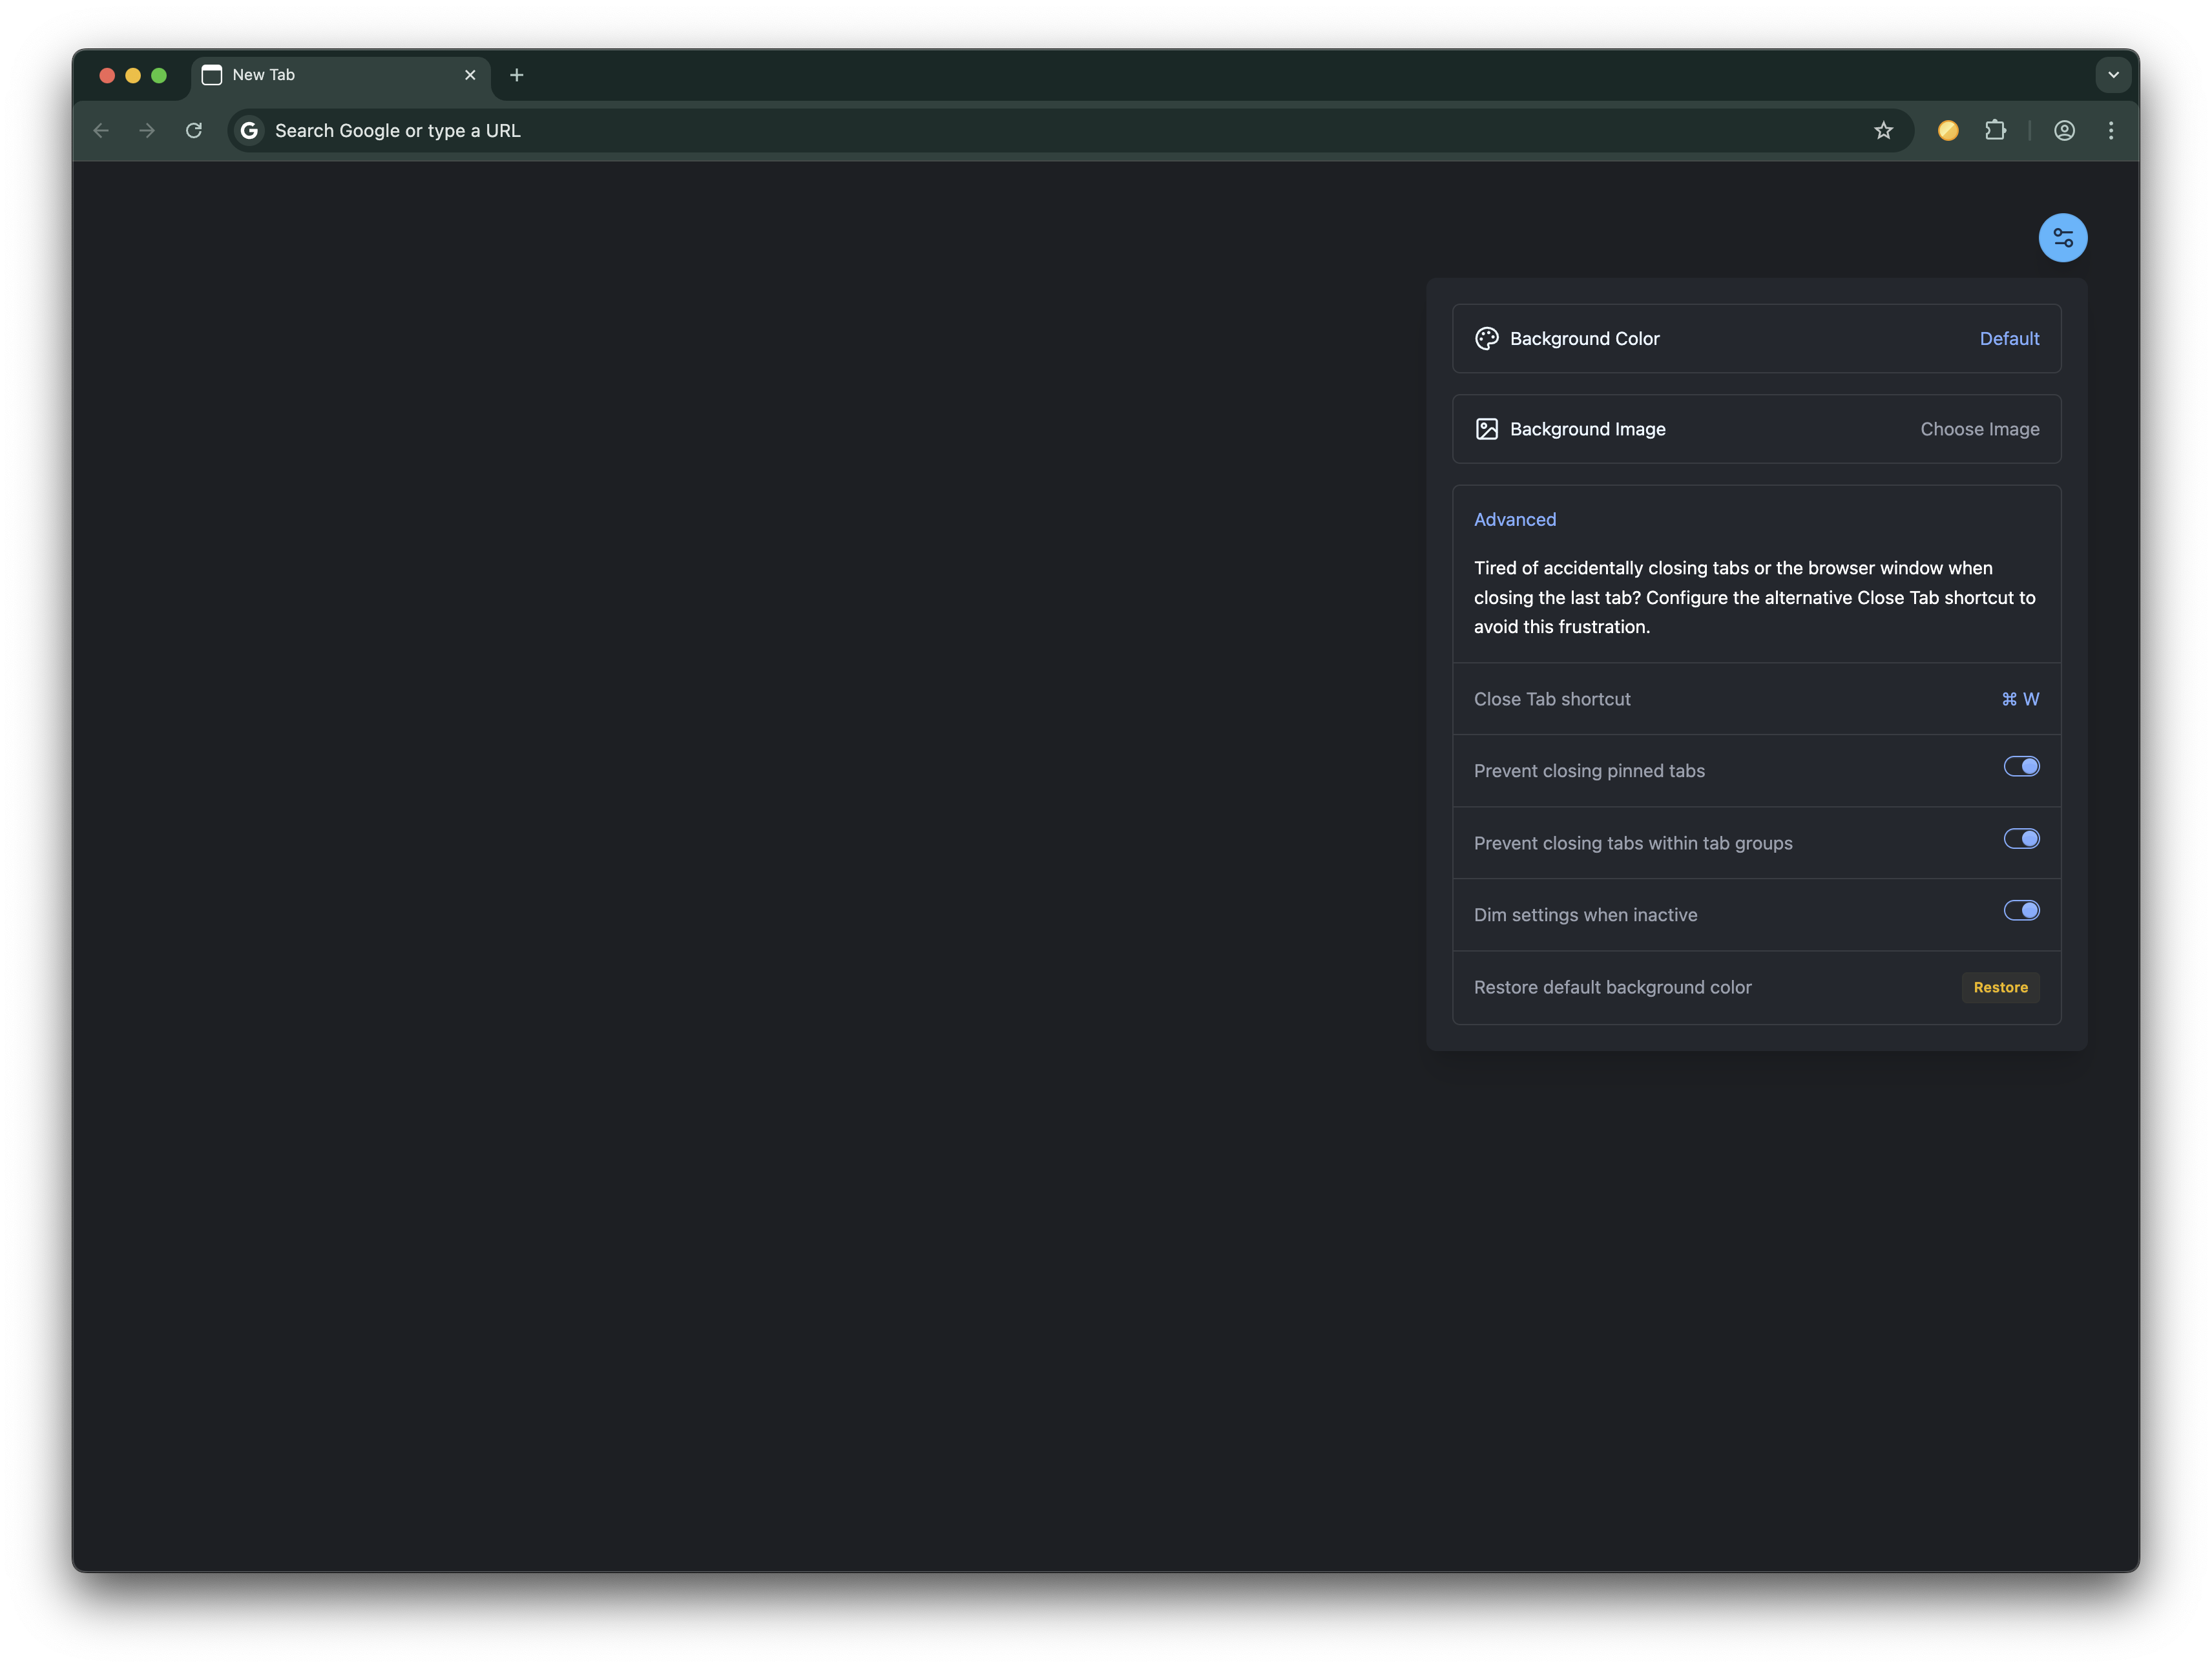 New Tab
Search Google or type a URL
Background Color
Default
Background Image
Choose Image
Advanced
Tired of accidentally closing tabs or the browser window when
closing the last tab? Configure the alternative Close Tab shortcut to
avoid this frustration.
Close Tab shortcut
⌘ W
Prevent closing pinned tabs
Prevent closing tabs within tab groups
Dim settings when inactive
Restore default background color
Restore